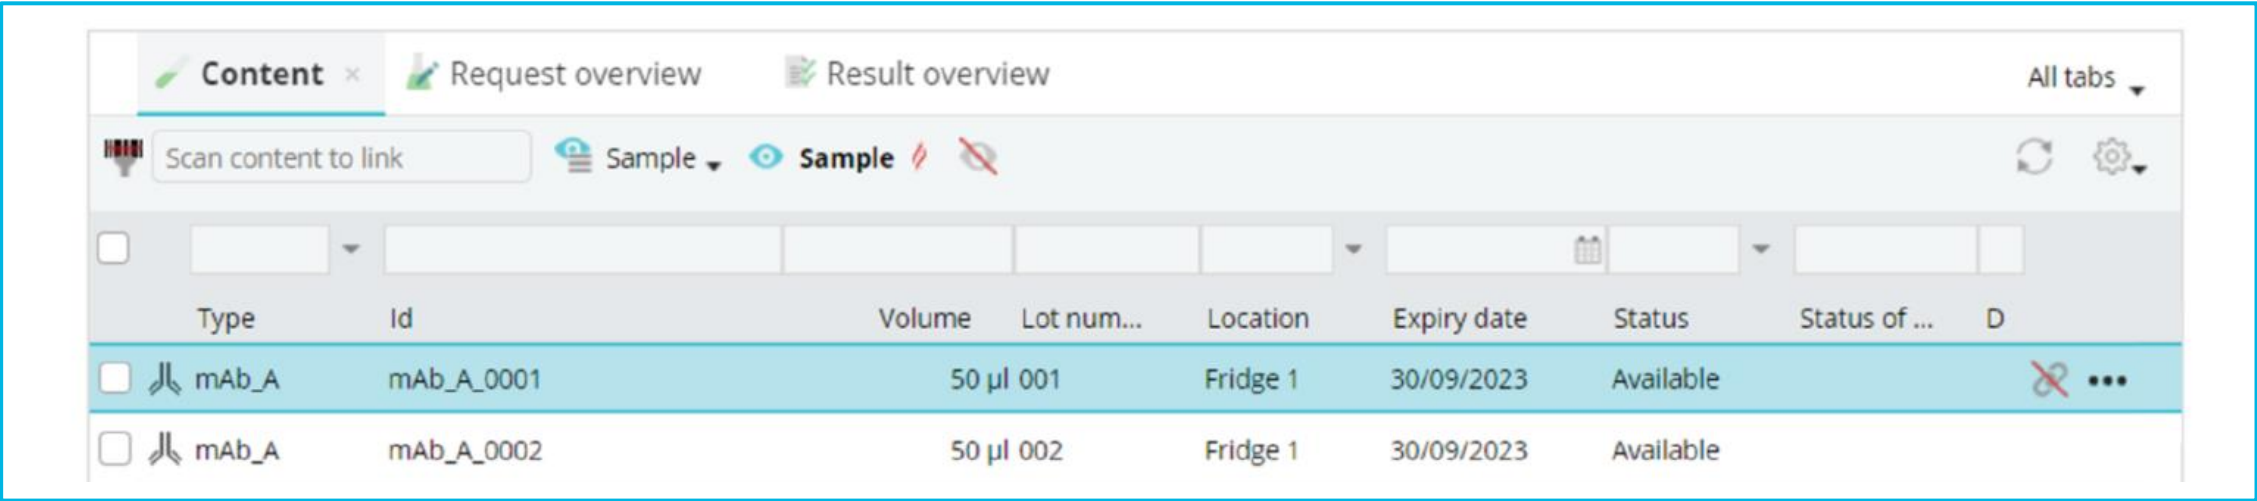 Content × Request overview Result overview All tabs
Scan content to link Sample Sample
Type Id Volume Lot num... Location Expiry date Status Status of ... D
mAb_A mAb_A_0001 50 µl 001 Fridge 1 30/09/2023 Available
mAb_A mAb_A_0002 50 µl 002 Fridge 1 30/09/2023 Available